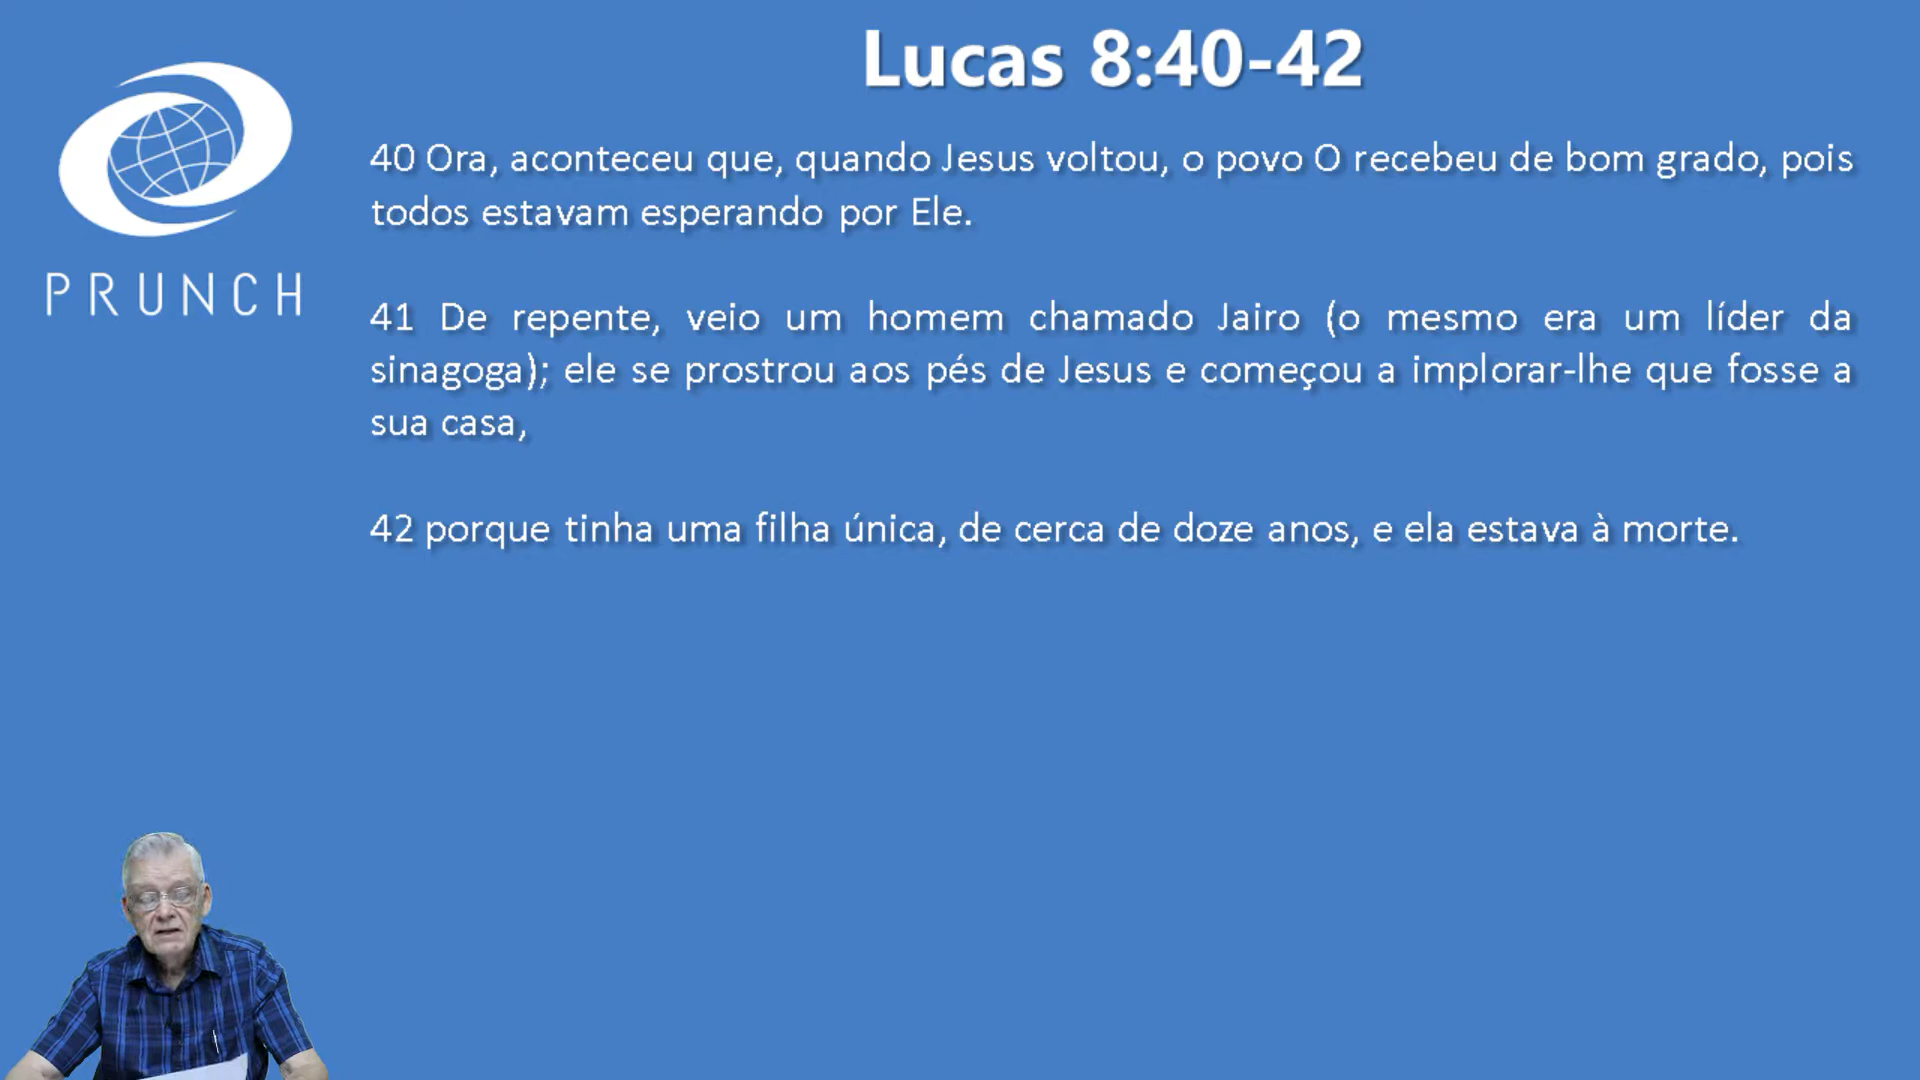 Lucas 8:40-42
PRUNCH
40 Ora, aconteceu que, quando Jesus voltou, o povo O recebeu de bom grado, pois
todos estavam esperando por Ele.
41 De repente, veio um homem chamado Jairo (o mesmo era um líder da
sinagoga); ele se prostrou aos pés de Jesus e começou a implorar-lhe que fosse a
sua casa,
42 porque tinha uma filha única, de cerca de doze anos, e ela estava à morte.